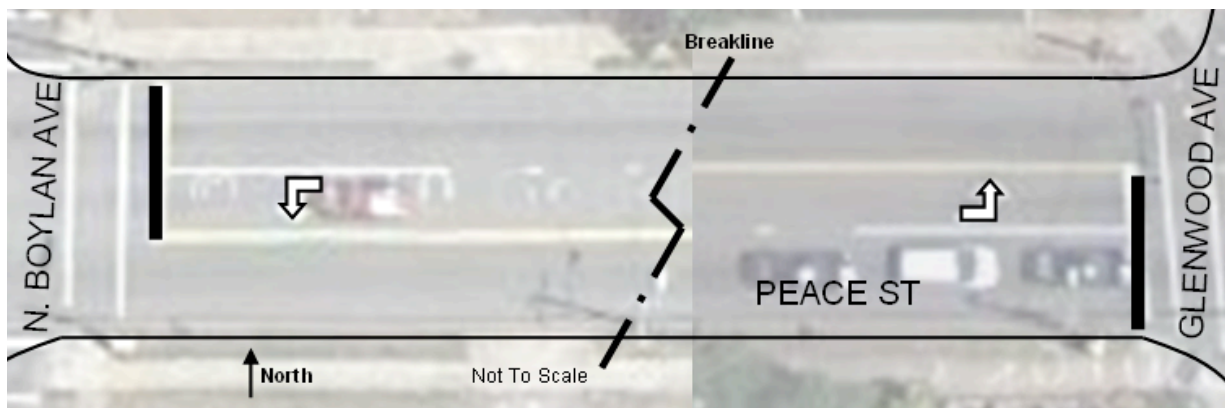 Breakline
N. BOYLAN AVE
GLENWOOD AVE
PEACE ST
North
Not To Scale